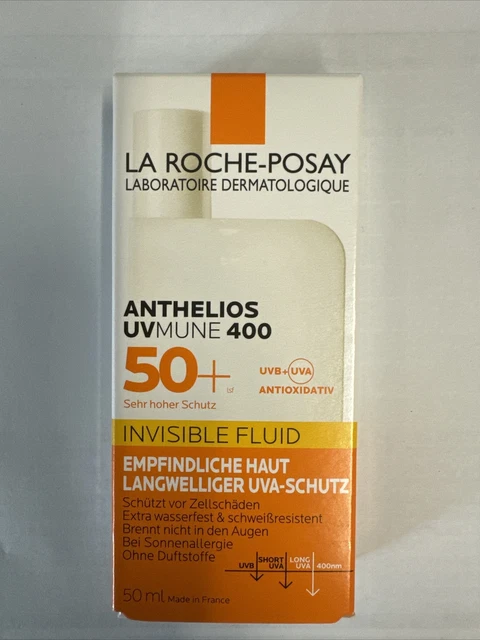 LA ROCHE-POSAY
LABORATOIRE DERMATOLOGIQUE
ANTHELIOS
UVMUNE 400
50+
Sehr hoher Schutz
UVB+UVA
ANTIOXIDATIV
INVISIBLE FLUID
EMPFINDLICHE HAUT
LANGWELLIGER UVA-SCHUTZ
Schützt vor Zellschäden
Extra wasserfest & schweißresistent
Brennt nicht in den Augen
Bei Sonnenallergie
Ohne Duftstoffe
UVB
SHORT UVA
LONG UVA
400nm
50 ml Made in France